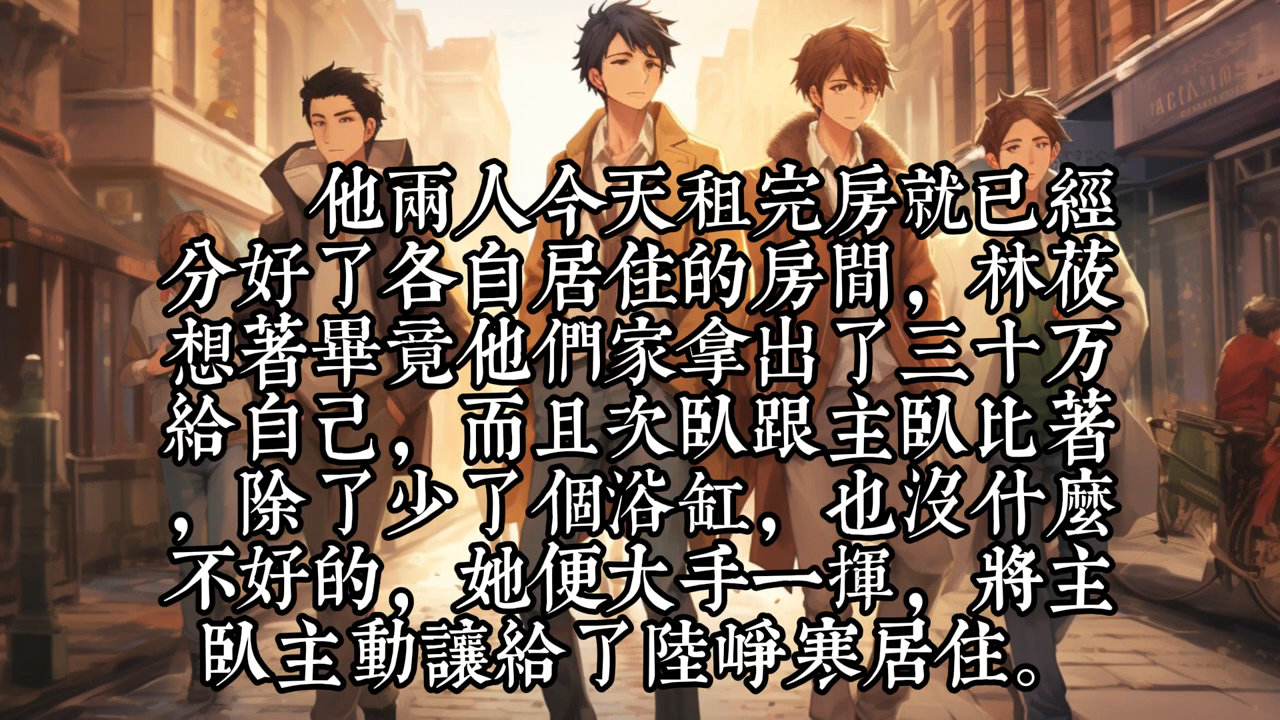 他兩人今天租完房就已經
分好了各自居住的房間，林莜
想著畢竟他們家拿出了三十万
給自己，而且次臥跟主臥比著
，除了少了個浴缸，也沒什麼
不好的，她便大手一揮，將主
臥主動讓給了陸崢寒居住。